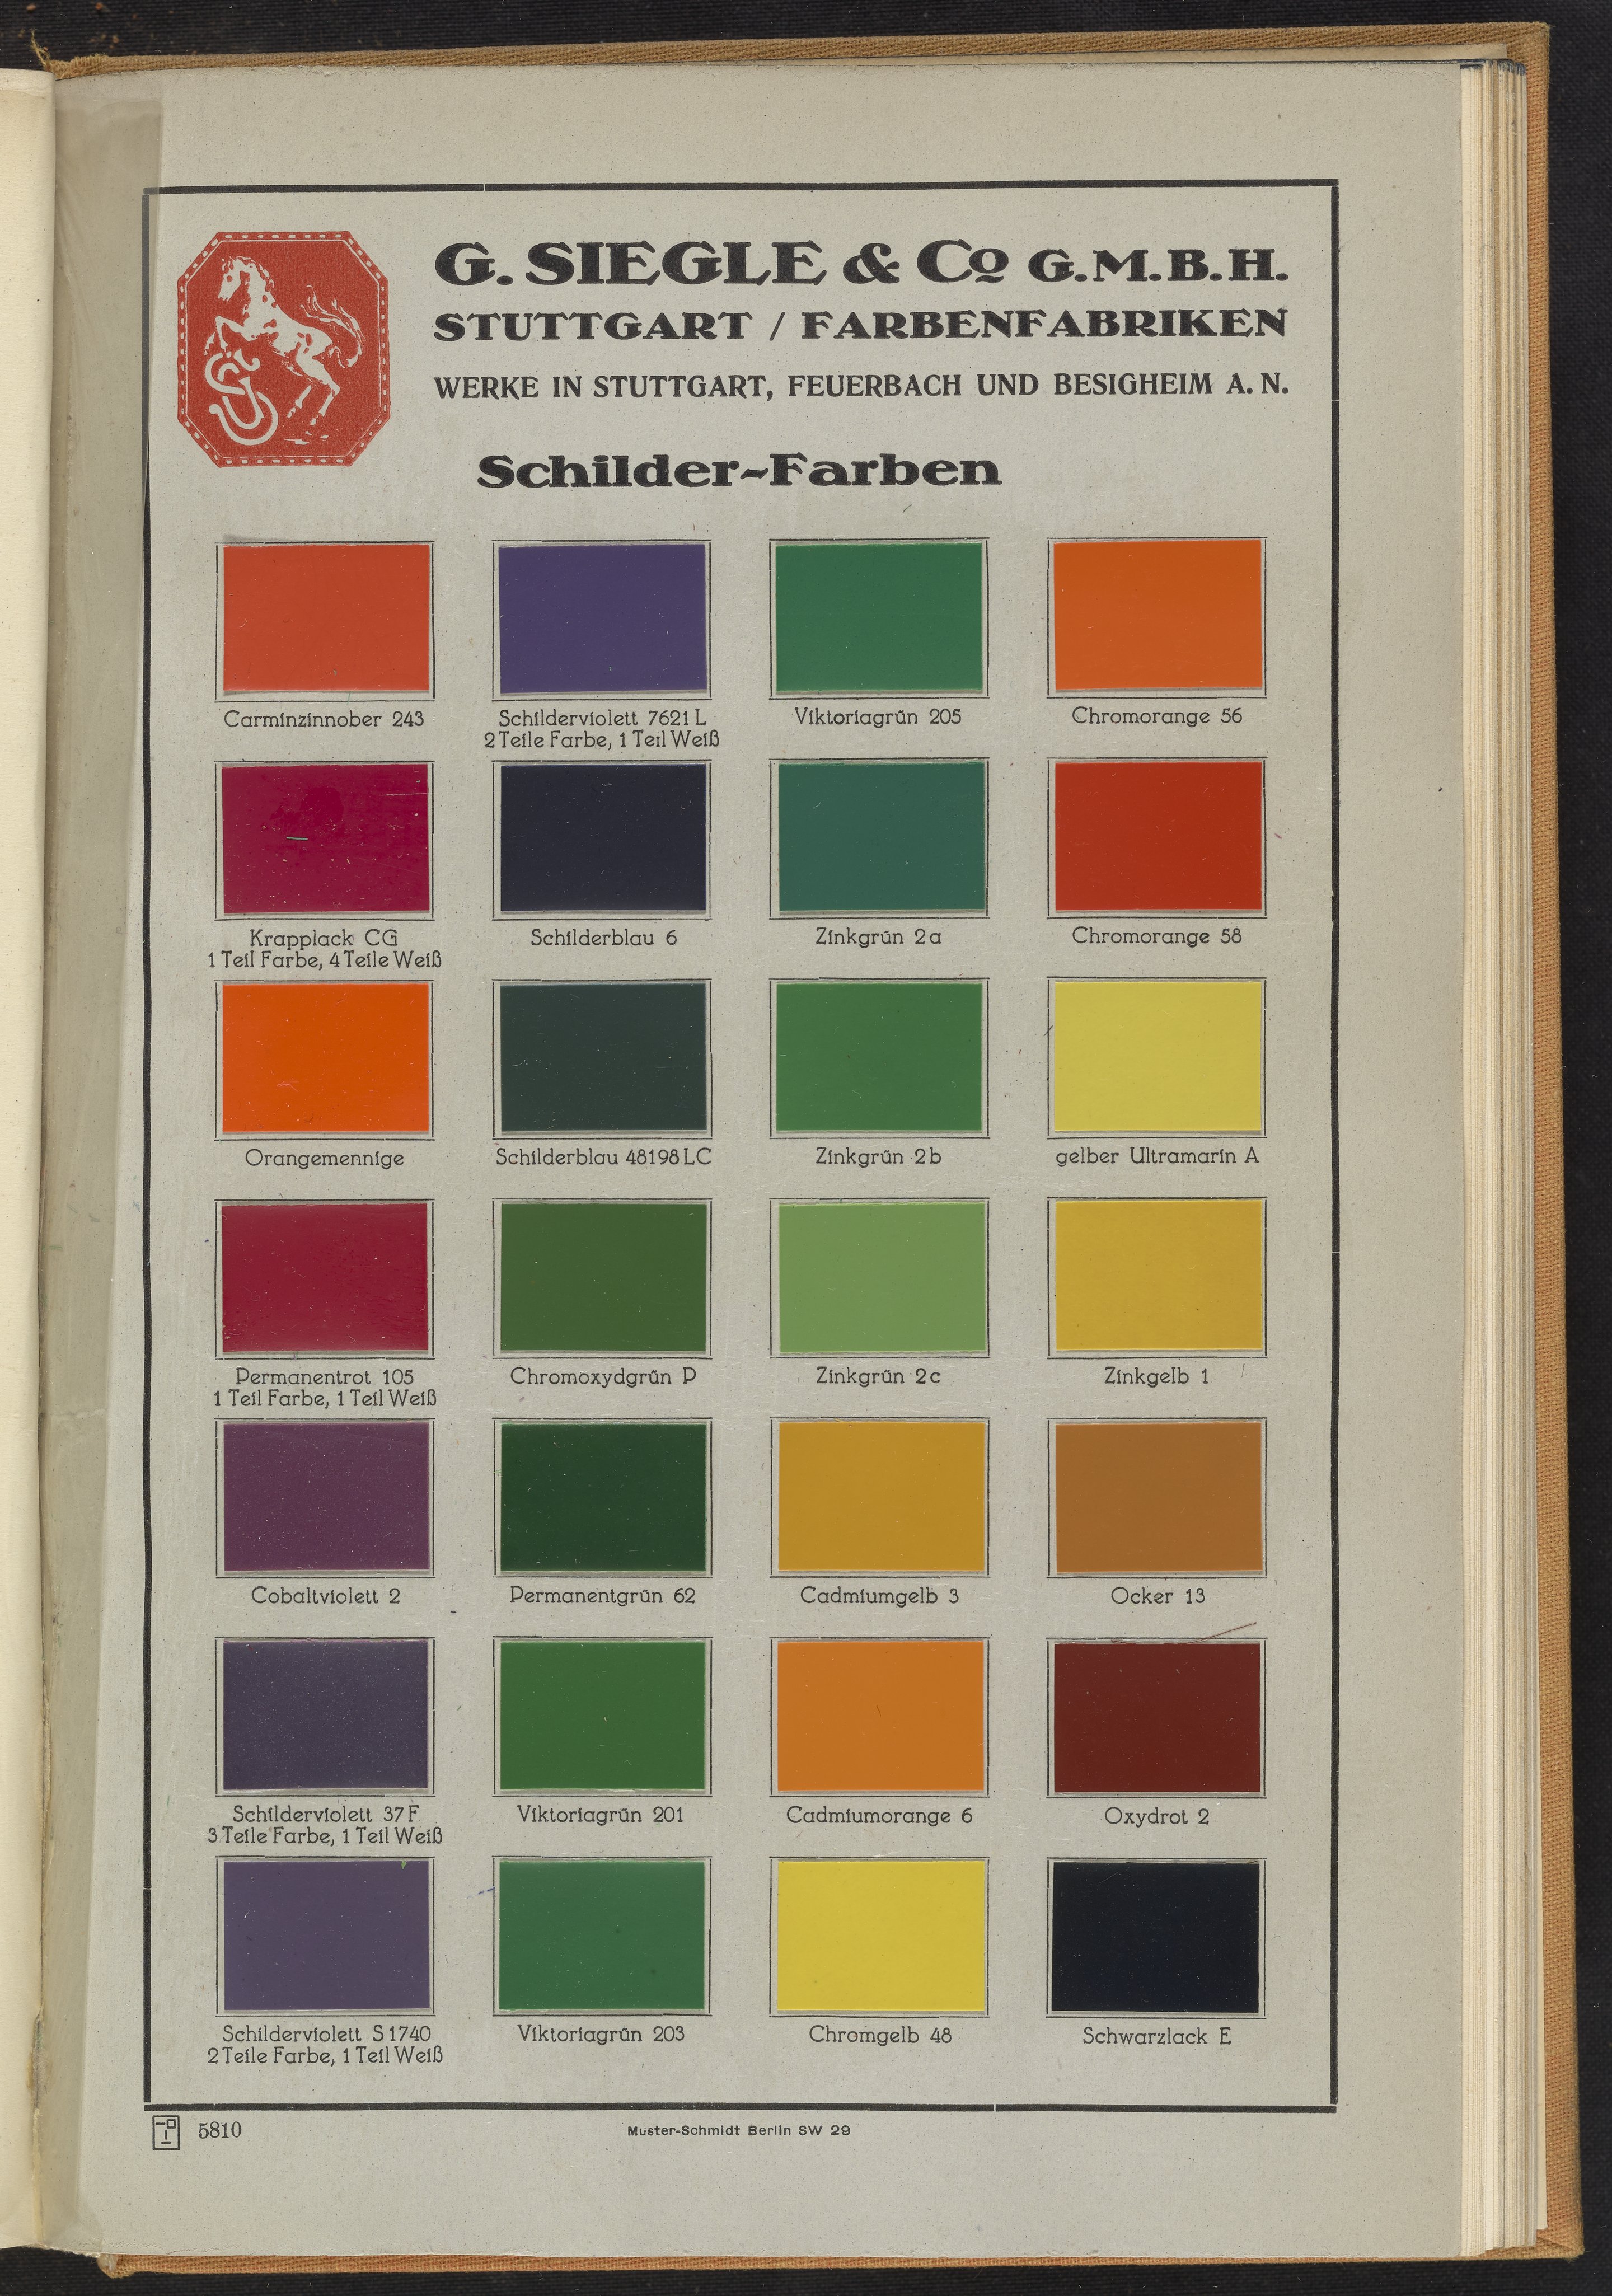 G. SIEGLE & Co G.M.B.H.
STUTTGART / FARBENFABRIKEN
WERKE IN STUTTGART, FEUERBACH UND BESIGHEIM A. N.
Schilder-Farben
Carminzinnober 243
Schilderviolett 7621 L
2 Teile Farbe, 1 Teil Weiß
Viktoriagrün 205
Chromorange 56
Krapplack CG
1 Teil Farbe, 4 Teile Weiß
Schilderblau 6
Zinkgrün 2a
Chromorange 58
Orangemennige
Schilderblau 48198 LC
Zinkgrün 2b
gelber Ultramarin A
Permanentrot 105
1 Teil Farbe, 1 Teil Weiß
Chromoxydgrün P
Zinkgrün 2c
Zinkgelb 1
Cobaltviolett 2
Permanentgrün 62
Cadmiumgelb 3
Ocker 13
Schilderviolett 37 F
3 Teile Farbe, 1 Teil Weiß
Viktoriagrün 201
Cadmiumorange 6
Oxydrot 2
Schilderviolett S 1740
2 Teile Farbe, 1 Teil Weiß
Viktoriagrün 203
Chromgelb 48
Schwarzlack E
5810
Muster-Schmidt Berlin SW 29